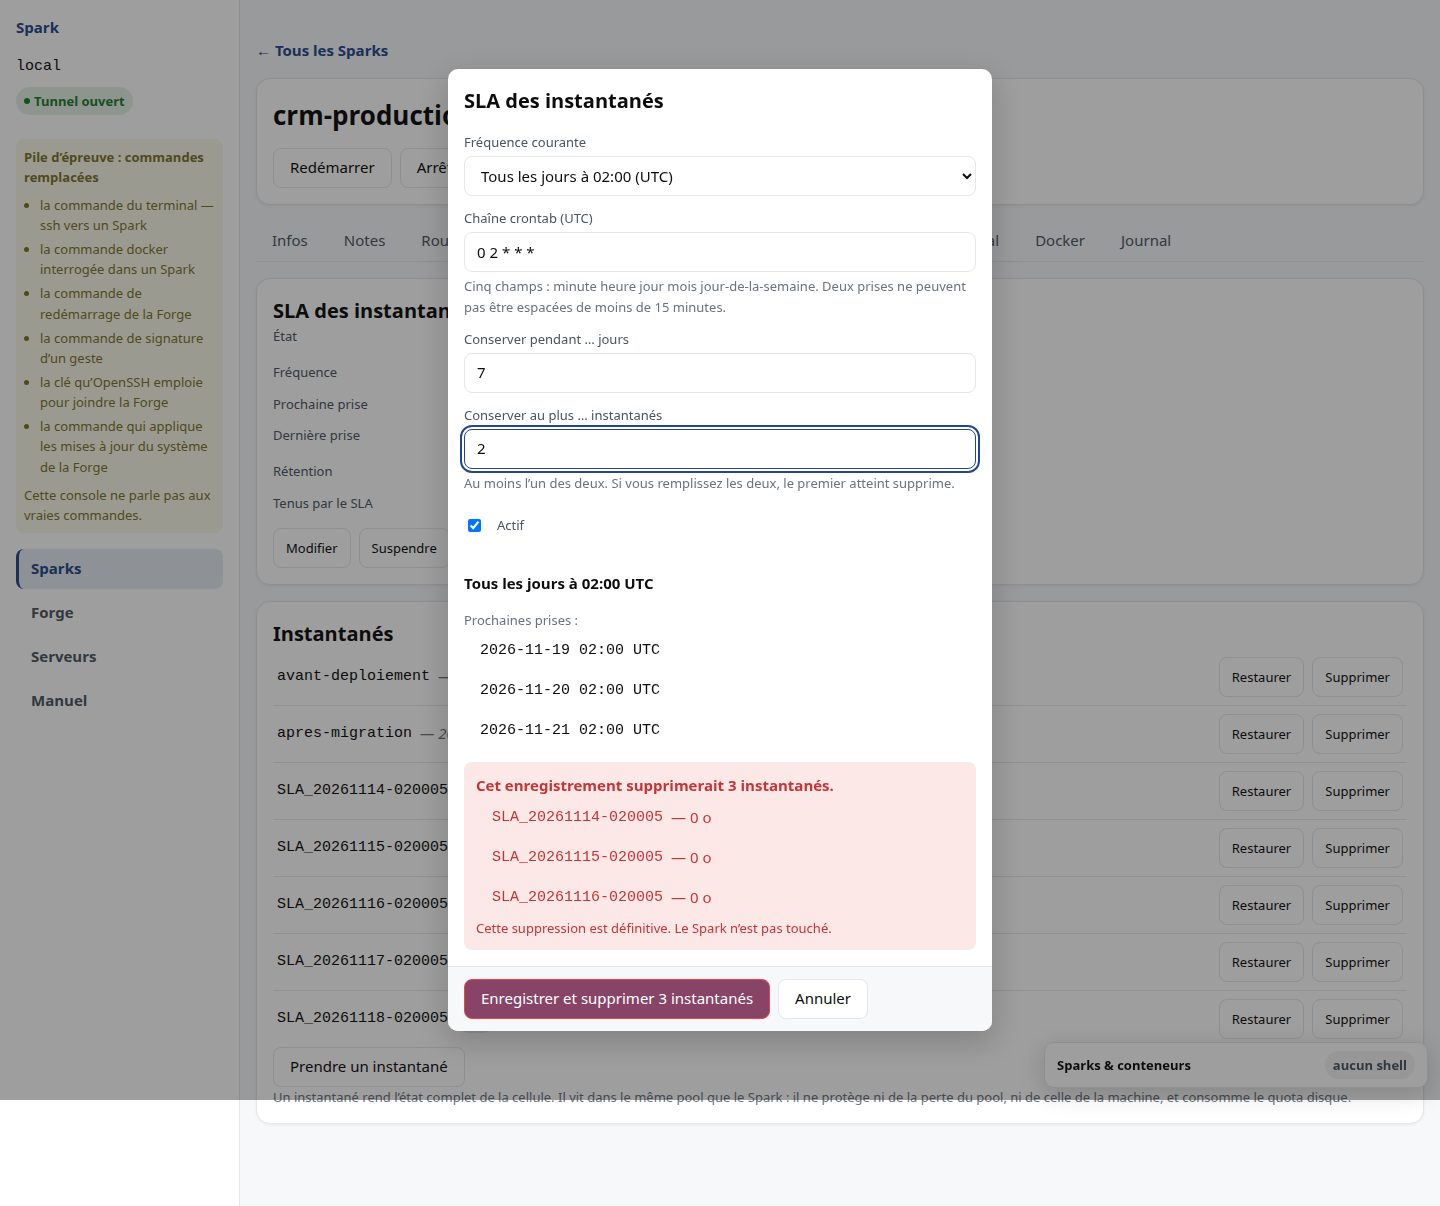 Spark
local
Tunnel ouvert
Pile d’épreuve : commandes
remplacées
la commande du terminal —
ssh vers un Spark
la commande docker
interrogée dans un Spark
la commande de
redémarrage de la Forge
la commande de signature
d’un geste
la clé qu’OpenSSH emploie
pour joindre la Forge
la commande qui applique
les mises à jour du système
de la Forge
Cette console ne parle pas aux
vraies commandes.
Sparks
Forge
Serveurs
Manuel
← Tous les Sparks
crm-productio
Redémarrer
Arrê
Infos Notes Rou al Docker Journal
SLA des instantan
État
Fréquence
Prochaine prise
Dernière prise
Rétention
Tenus par le SLA
Modifier Suspendre
Instantanés
avant-deploiement — Restaurer Supprimer
apres-migration — 20 Restaurer Supprimer
SLA_20261114-020005 Restaurer Supprimer
SLA_20261115-020005 Restaurer Supprimer
SLA_20261116-020005 Restaurer Supprimer
SLA_20261117-020005 Restaurer Supprimer
SLA_20261118-020005 Restaurer Supprimer
Prendre un instantané
Un instantané rend l’état complet de la cellule. Il vit dans le même pool que le Spark : il ne protège ni de la perte du pool, ni de celle de la machine, et consomme le quota disque.
SLA des instantanés
Fréquence courante
Tous les jours à 02:00 (UTC)
Chaîne crontab (UTC)
0 2 * * *
Cinq champs : minute heure jour mois jour-de-la-semaine. Deux prises ne peuvent
pas être espacées de moins de 15 minutes.
Conserver pendant … jours
7
Conserver au plus … instantanés
2
Au moins l’un des deux. Si vous remplissez les deux, le premier atteint supprime.
Actif
Tous les jours à 02:00 UTC
Prochaines prises :
2026-11-19 02:00 UTC
2026-11-20 02:00 UTC
2026-11-21 02:00 UTC
Cet enregistrement supprimerait 3 instantanés.
SLA_20261114-020005 — 0 o
SLA_20261115-020005 — 0 o
SLA_20261116-020005 — 0 o
Cette suppression est définitive. Le Spark n’est pas touché.
Enregistrer et supprimer 3 instantanés Annuler
Sparks & conteneurs aucun shell